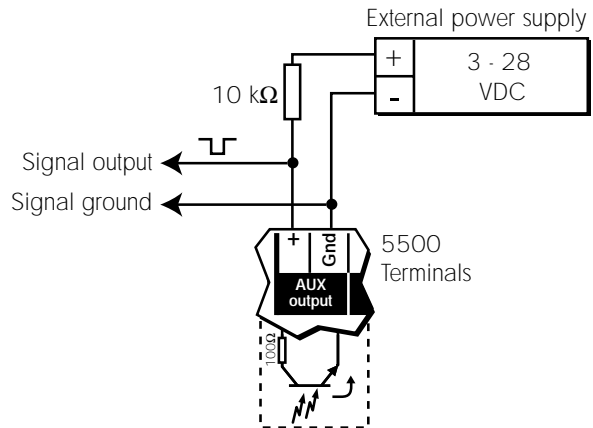 External power supply
+
3 - 28
VDC
-
10 kΩ
Signal output
Signal ground
+
Gnd
5500
Terminals
AUX
output
100Ω